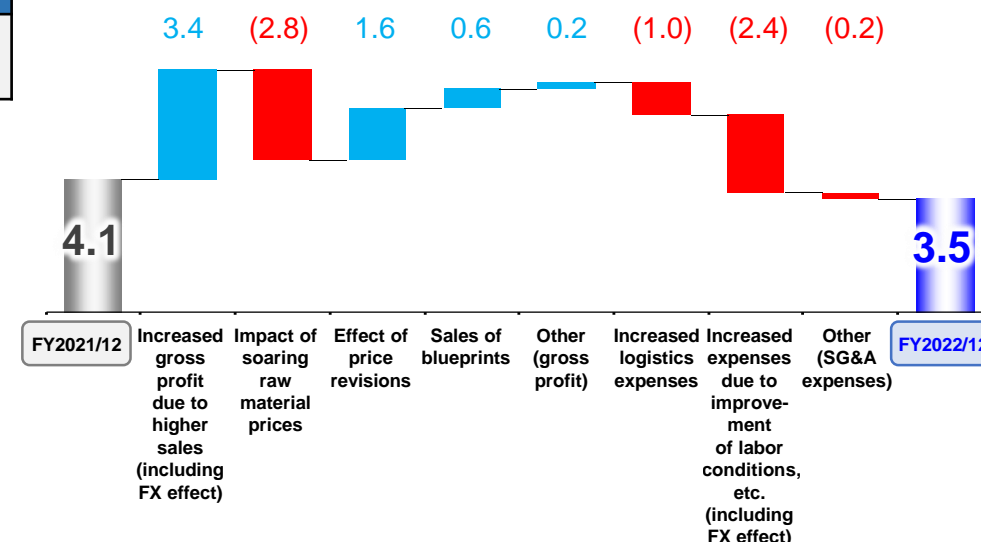 3.4 (2.8) 1.6 0.6 0.2 (1.0) (2.4) (0.2)
4.1
3.5
FY2021/12
Increased
gross
profit
due to
higher
sales
(including
FX effect)
Impact of
soaring
raw
material
prices
Effect of
price
revisions
Sales of
blueprints
Other
(gross
profit)
Increased
logistics
expenses
Increased
expenses
due to
improve-
ment
of labor
conditions,
etc.
(including
FX effect)
Other
(SG&A
expenses)
FY2022/12